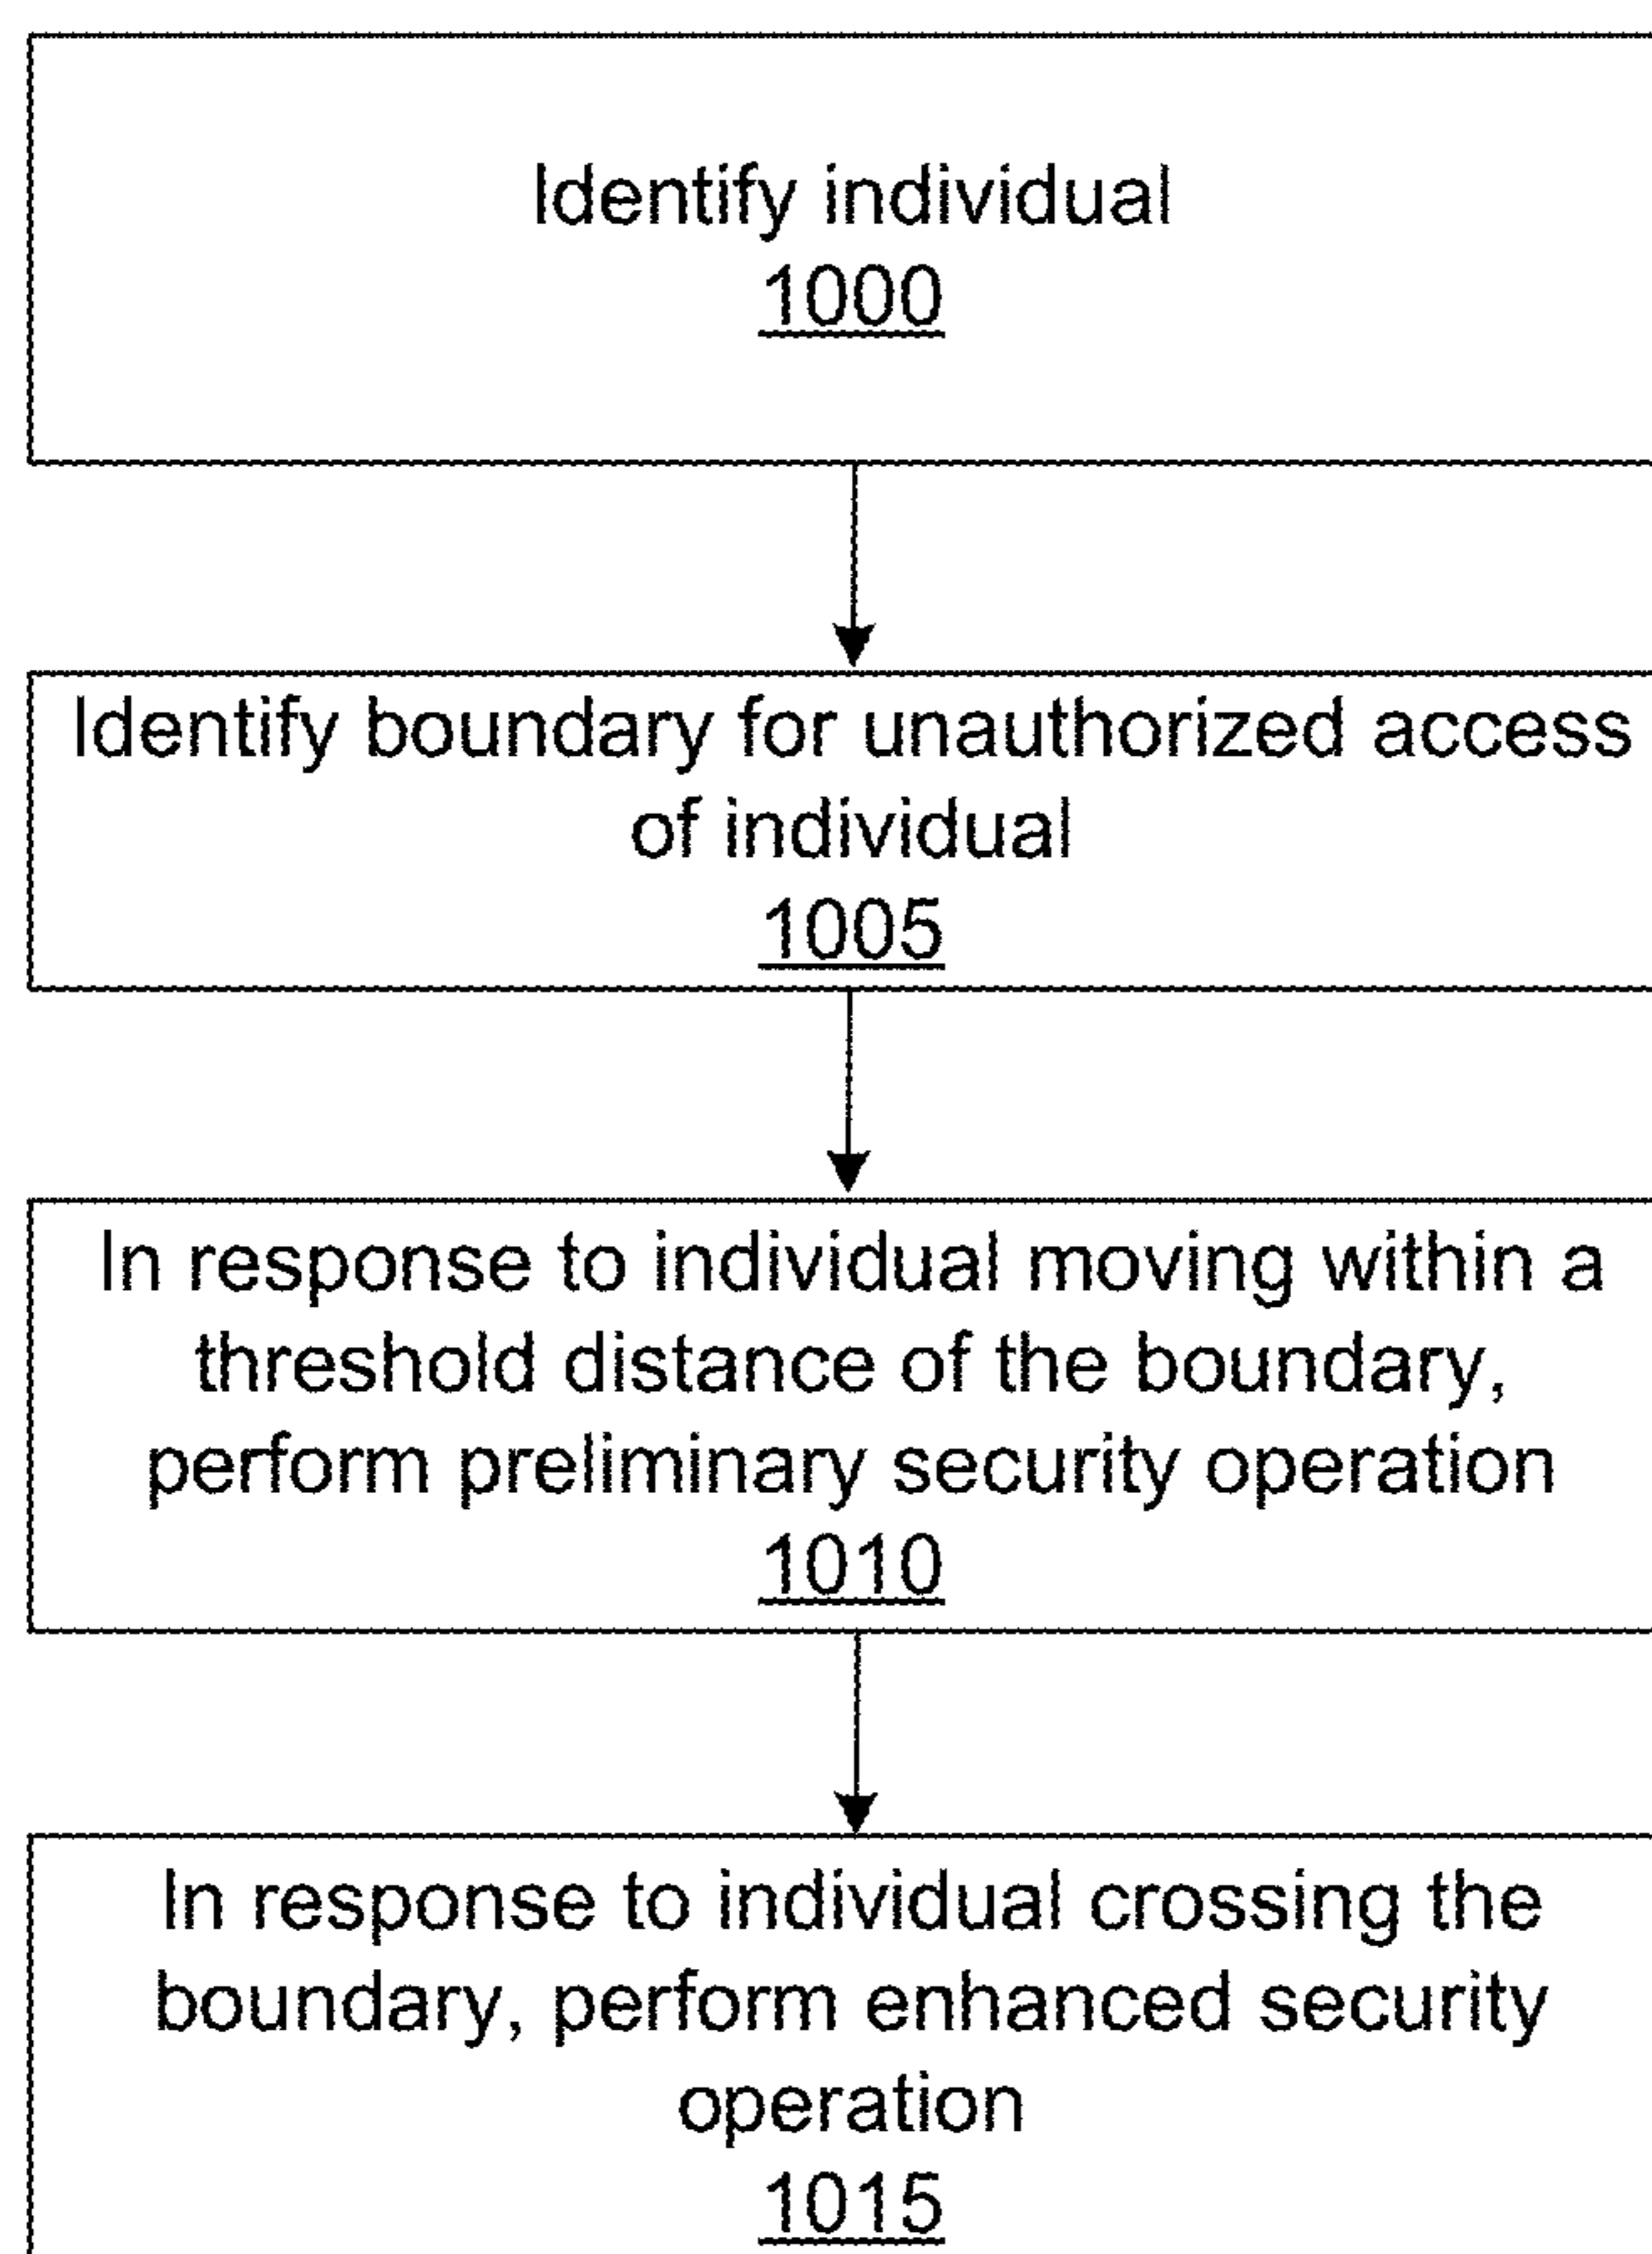 Identify individual
1000
Identify boundary for unauthorized access
of individual
1005
In response to individual moving within a
threshold distance of the boundary,
perform preliminary security operation
1010
In response to individual crossing the
boundary, perform enhanced security
operation
1015